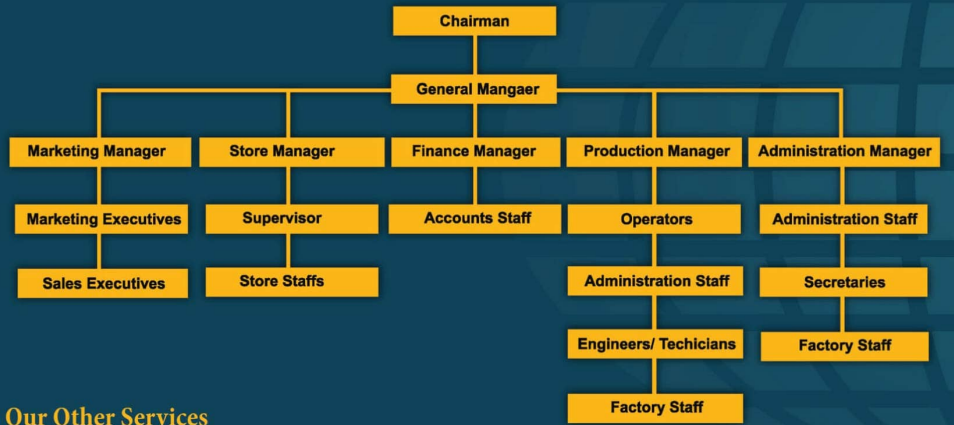 Chairman
General Mangaer
Marketing Manager
Store Manager
Finance Manager
Production Manager
Administration Manager
Marketing Executives
Supervisor
Accounts Staff
Operators
Administration Staff
Sales Executives
Store Staffs
Administration Staff
Secretaries
Engineers/ Techicians
Factory Staff
Factory Staff
Our Other Services